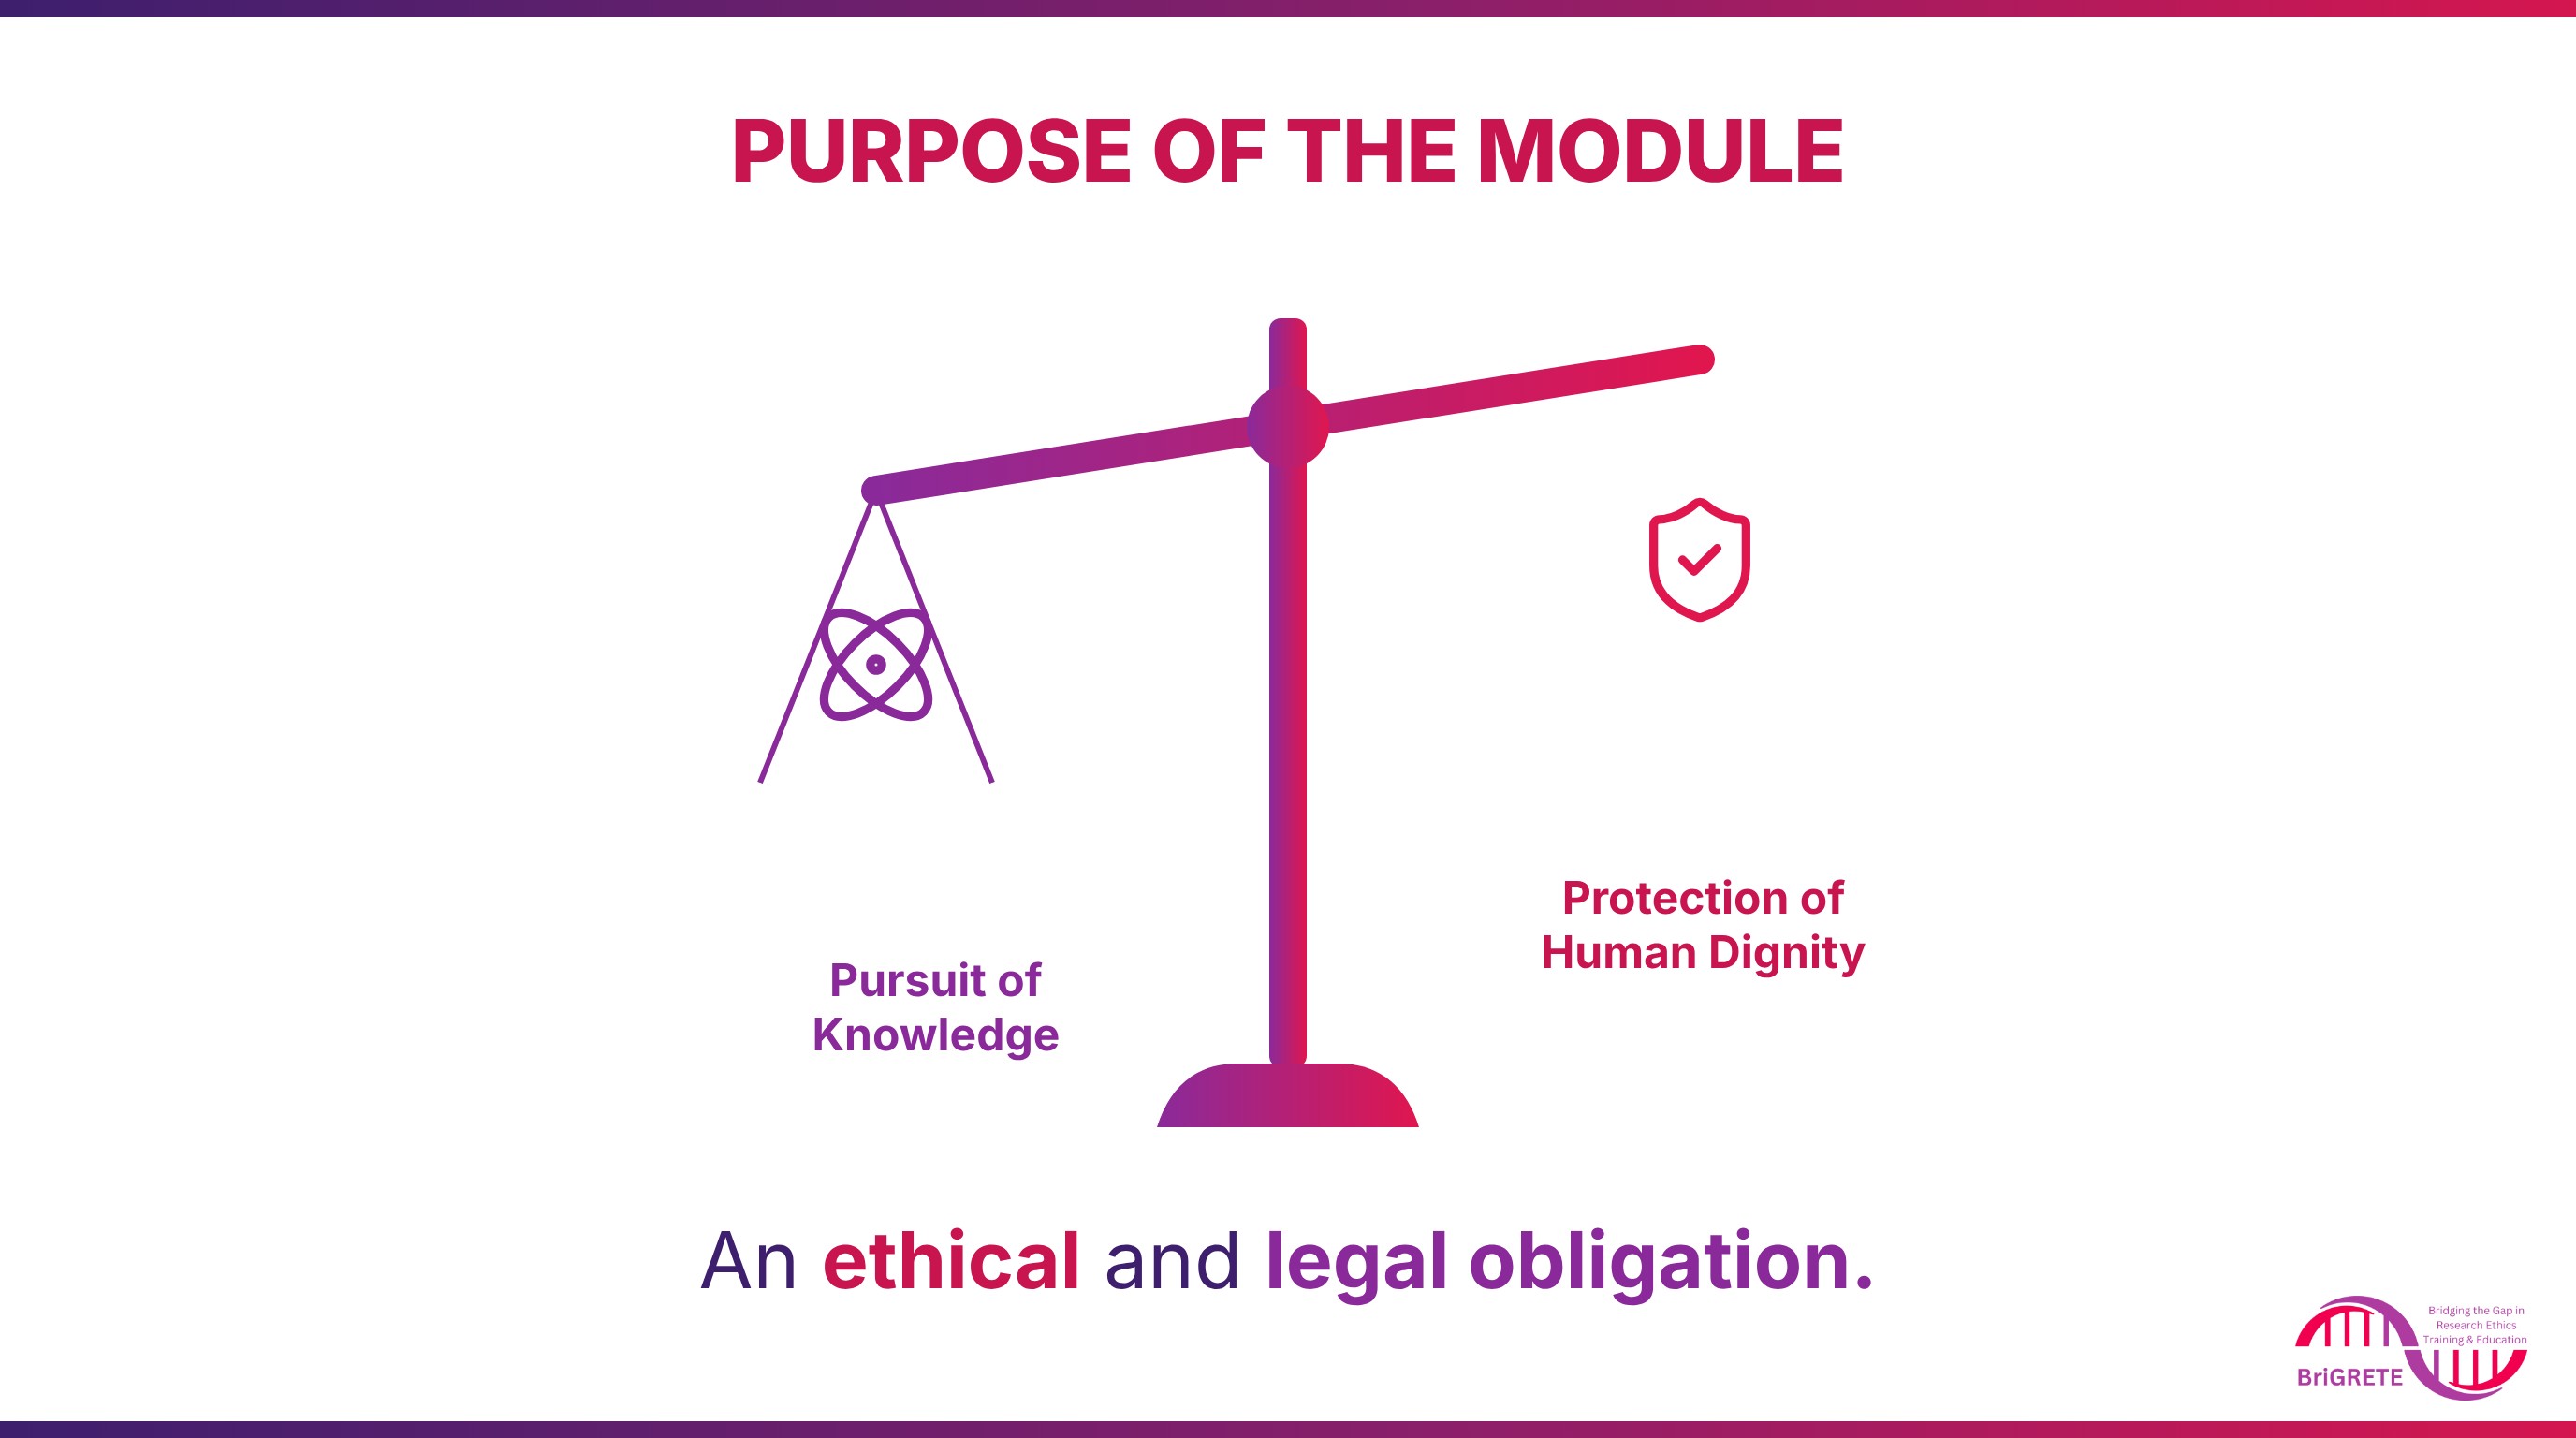 PURPOSE OF THE MODULE
Pursuit of
Knowledge
Protection of
Human Dignity
An ethical and legal obligation.
Bridging the Gap in
Research Ethics
Training & Education
BriGRETE